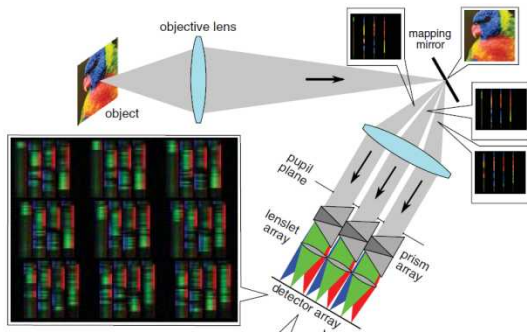 objective lens
mapping
mirror
object
pupil
plane
lenslet
array
prism
array
detector array